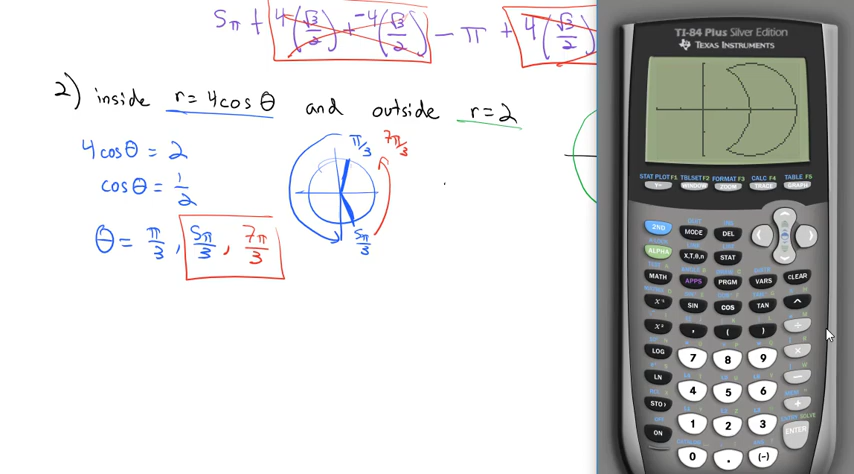 5π + 4(√3/2) + -4(√3/2) - π + 4(√3/2)
2) inside r = 4cos θ and outside r = 2
4cosθ = 2
cosθ = 1/2
θ = π/3, 5π/3, 7π/3
π/3 7π/3
5π/3
TI-84 Plus Silver Edition
TEXAS INSTRUMENTS
STAT PLOT F1 TBLSET F2 FORMAT F3 CALC F4 TABLE F5
Y= WINDOW ZOOM TRACE GRAPH
2ND MODE DEL
ALPHA X,T,θ,n STAT
MATH APPS PRGM VARS CLEAR
SIN COS TAN ^
x² , ( ) ÷
LOG 7 8 9 ×
LN 4 5 6 −
STO› 1 2 3 +
ON 0 . (−) ENTER